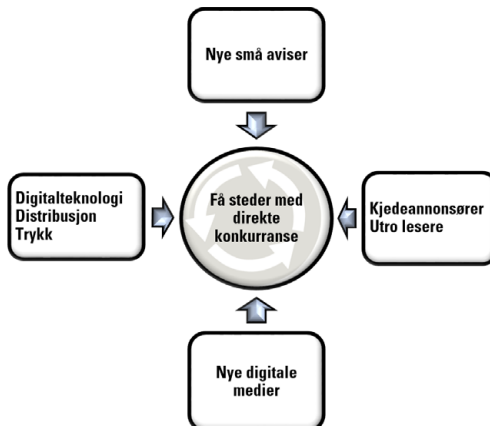 Nye små aviser
Digitalteknologi
Distribusjon
Trykk
Få steder med
direkte
konkurranse
Kjedeannonsører
Utro lesere
Nye digitale
medier